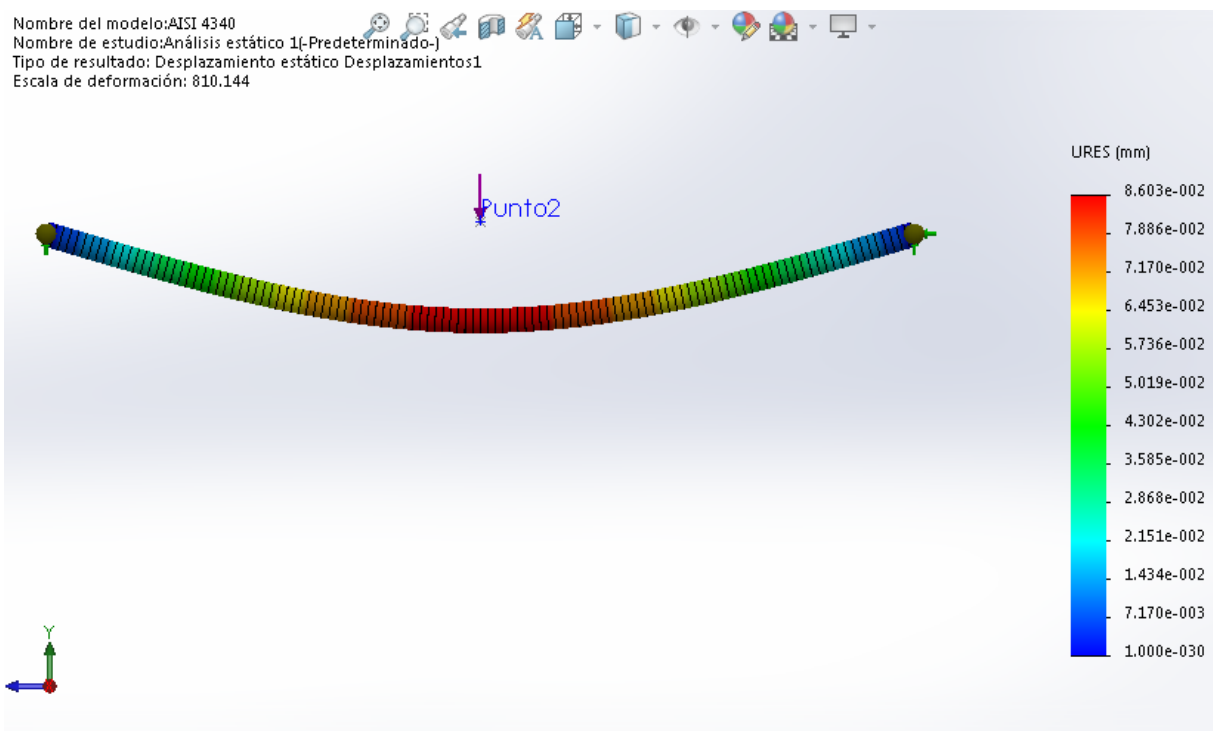 Nombre del modelo:AISI 4340
Nombre de estudio:Análisis estático 1(-Predeterminado-)
Tipo de resultado: Desplazamiento estático Desplazamientos1
Escala de deformación: 810.144
Punto2
URES (mm)
8.603e-002
7.886e-002
7.170e-002
6.453e-002
5.736e-002
5.019e-002
4.302e-002
3.585e-002
2.868e-002
2.151e-002
1.434e-002
7.170e-003
1.000e-030
Y